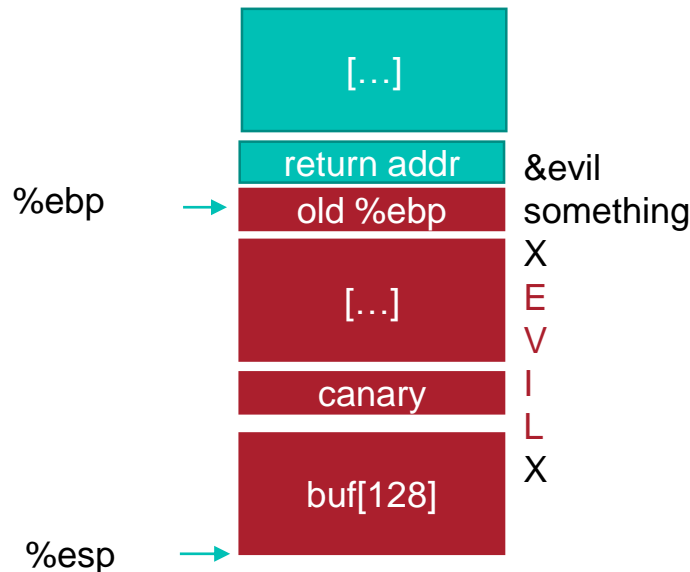 […]
return addr
&evil
%ebp
old %ebp
something
X
E
[…]
V
I
canary
L
X
buf[128]
%esp